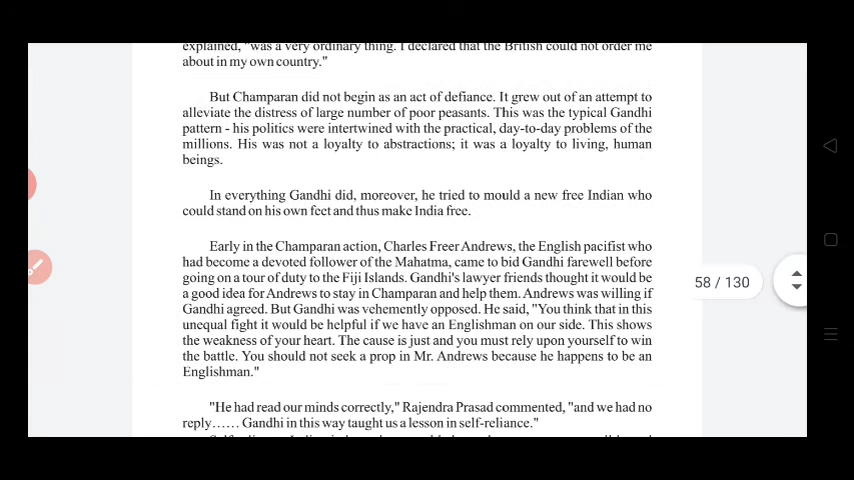 explained, "was a very ordinary thing. I declared that the British could not order me
about in my own country."
But Champaran did not begin as an act of defiance. It grew out of an attempt to
alleviate the distress of large number of poor peasants. This was the typical Gandhi
pattern - his politics were intertwined with the practical, day-to-day problems of the
millions. His was not a loyalty to abstractions; it was a loyalty to living, human
beings.
In everything Gandhi did, moreover, he tried to mould a new free Indian who
could stand on his own feet and thus make India free.
Early in the Champaran action, Charles Freer Andrews, the English pacifist who
had become a devoted follower of the Mahatma, came to bid Gandhi farewell before
going on a tour of duty to the Fiji Islands. Gandhi's lawyer friends thought it would be
a good idea for Andrews to stay in Champaran and help them. Andrews was willing if
Gandhi agreed. But Gandhi was vehemently opposed. He said, "You think that in this
unequal fight it would be helpful if we have an Englishman on our side. This shows
the weakness of your heart. The cause is just and you must rely upon yourself to win
the battle. You should not seek a prop in Mr. Andrews because he happens to be an
Englishman."
58 / 130
"He had read our minds correctly," Rajendra Prasad commented, "and we had no
reply…… Gandhi in this way taught us a lesson in self-reliance."